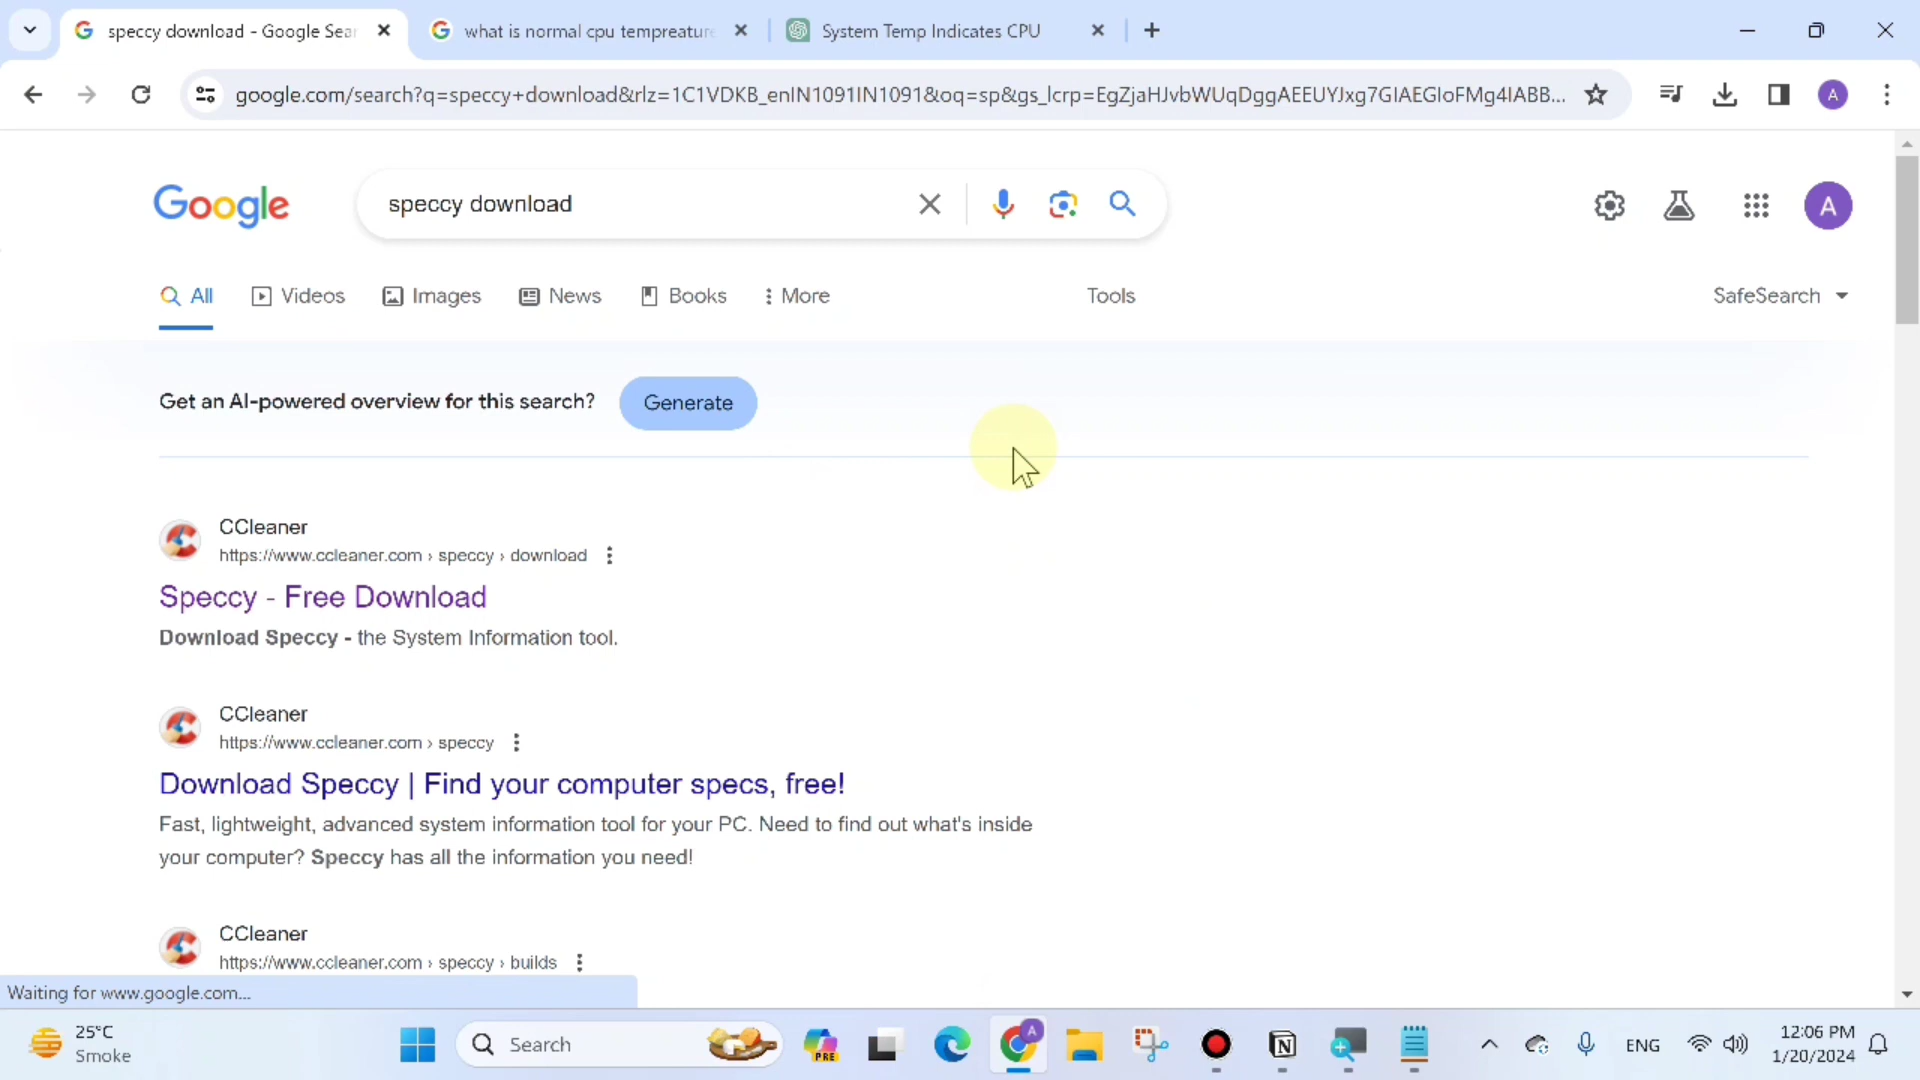 speccy download - Google Sear
what is normal cpu tempreature
System Temp Indicates CPU
google.com/search?q=speccy+download&rlz=1C1VDKB_enIN1091IN1091&oq=sp&gs_lcrp=EgZjaHJvbWUqDggAEEUYJxg7GIAEGIoFMg4IABB...
A
Google
speccy download
A
All
Videos
Images
News
Books
More
Tools
SafeSearch
Get an AI-powered overview for this search?
Generate
CCleaner
https://www.ccleaner.com › speccy › download
Speccy - Free Download
Download Speccy - the System Information tool.
CCleaner
https://www.ccleaner.com › speccy
Download Speccy | Find your computer specs, free!
Fast, lightweight, advanced system information tool for your PC. Need to find out what's inside
your computer? Speccy has all the information you need!
CCleaner
https://www.ccleaner.com › speccy › builds
Waiting for www.google.com...
25°C
Smoke
Search
PRE
A
N
ENG
12:06 PM
1/20/2024